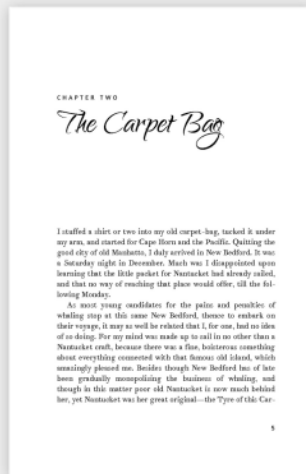 CHAPTER TWO
The Carpet Bag
I stuffed a shirt or two into my old carpet-bag, tucked it under
my arm, and started for Cape Horn and the Pacific. Quitting the
good city of old Manhatto, I duly arrived in New Bedford. It was
a Saturday night in December. Much was I disappointed upon
learning that the little packet for Nantucket had already sailed,
and that no way of reaching that place would offer, till the fol-
lowing Monday.
As most young candidates for the pains and penalties of
whaling stop at this same New Bedford, thence to embark on
their voyage, it may as well be related that I, for one, had no idea
of so doing. For my mind was made up to sail in no other than a
Nantucket craft, because there was a fine, boisterous something
about everything connected with that famous old island, which
amazingly pleased me. Besides though New Bedford has of late
been gradually monopolising the business of whaling, and
though in this matter poor old Nantucket is now much behind
her, yet Nantucket was her great original—the Tyre of this Car-
5